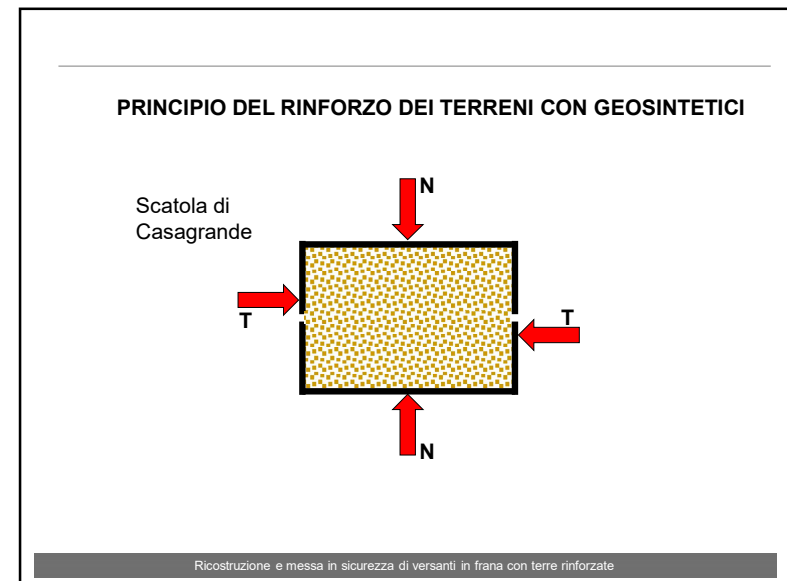 PRINCIPIO DEL RINFORZO DEI TERRENI CON GEOSINTETICI
N
Scatola di
Casagrande
T
T
N
Ricostruzione e messa in sicurezza di versanti in frana con terre rinforzate